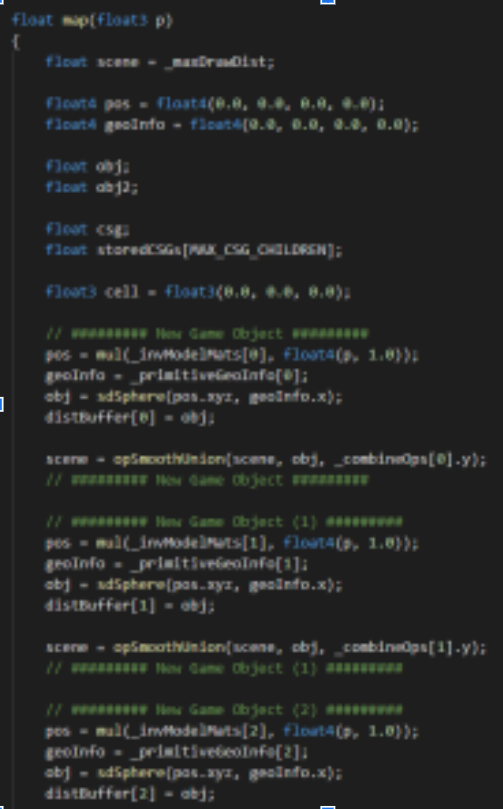 float map(float3 p)
{
float scene = _maxDrawDist;
float4 pos = float4(0.0, 0.0, 0.0, 0.0);
float4 geoInfo = float4(0.0, 0.0, 0.0, 0.0);
float obj;
float obj2;
float csg;
float storedCSGs[MAX_CSG_CHILDREN];
float3 cell = float3(0.0, 0.0, 0.0);
// ######### New Game Object #########
pos = mul(_invModelMats[0], float4(p, 1.0));
geoInfo = _primitiveGeoInfo[0];
obj = sdSphere(pos.xyz, geoInfo.x);
distBuffer[0] = obj;
scene = opSmoothUnion(scene, obj, _combineOps[0].y);
// ######### New Game Object #########
// ######### New Game Object (1) #########
pos = mul(_invModelMats[1], float4(p, 1.0));
geoInfo = _primitiveGeoInfo[1];
obj = sdSphere(pos.xyz, geoInfo.x);
distBuffer[1] = obj;
scene = opSmoothUnion(scene, obj, _combineOps[1].y);
// ######### New Game Object (1) #########
// ######### New Game Object (2) #########
pos = mul(_invModelMats[2], float4(p, 1.0));
geoInfo = _primitiveGeoInfo[2];
obj = sdSphere(pos.xyz, geoInfo.x);
distBuffer[2] = obj;